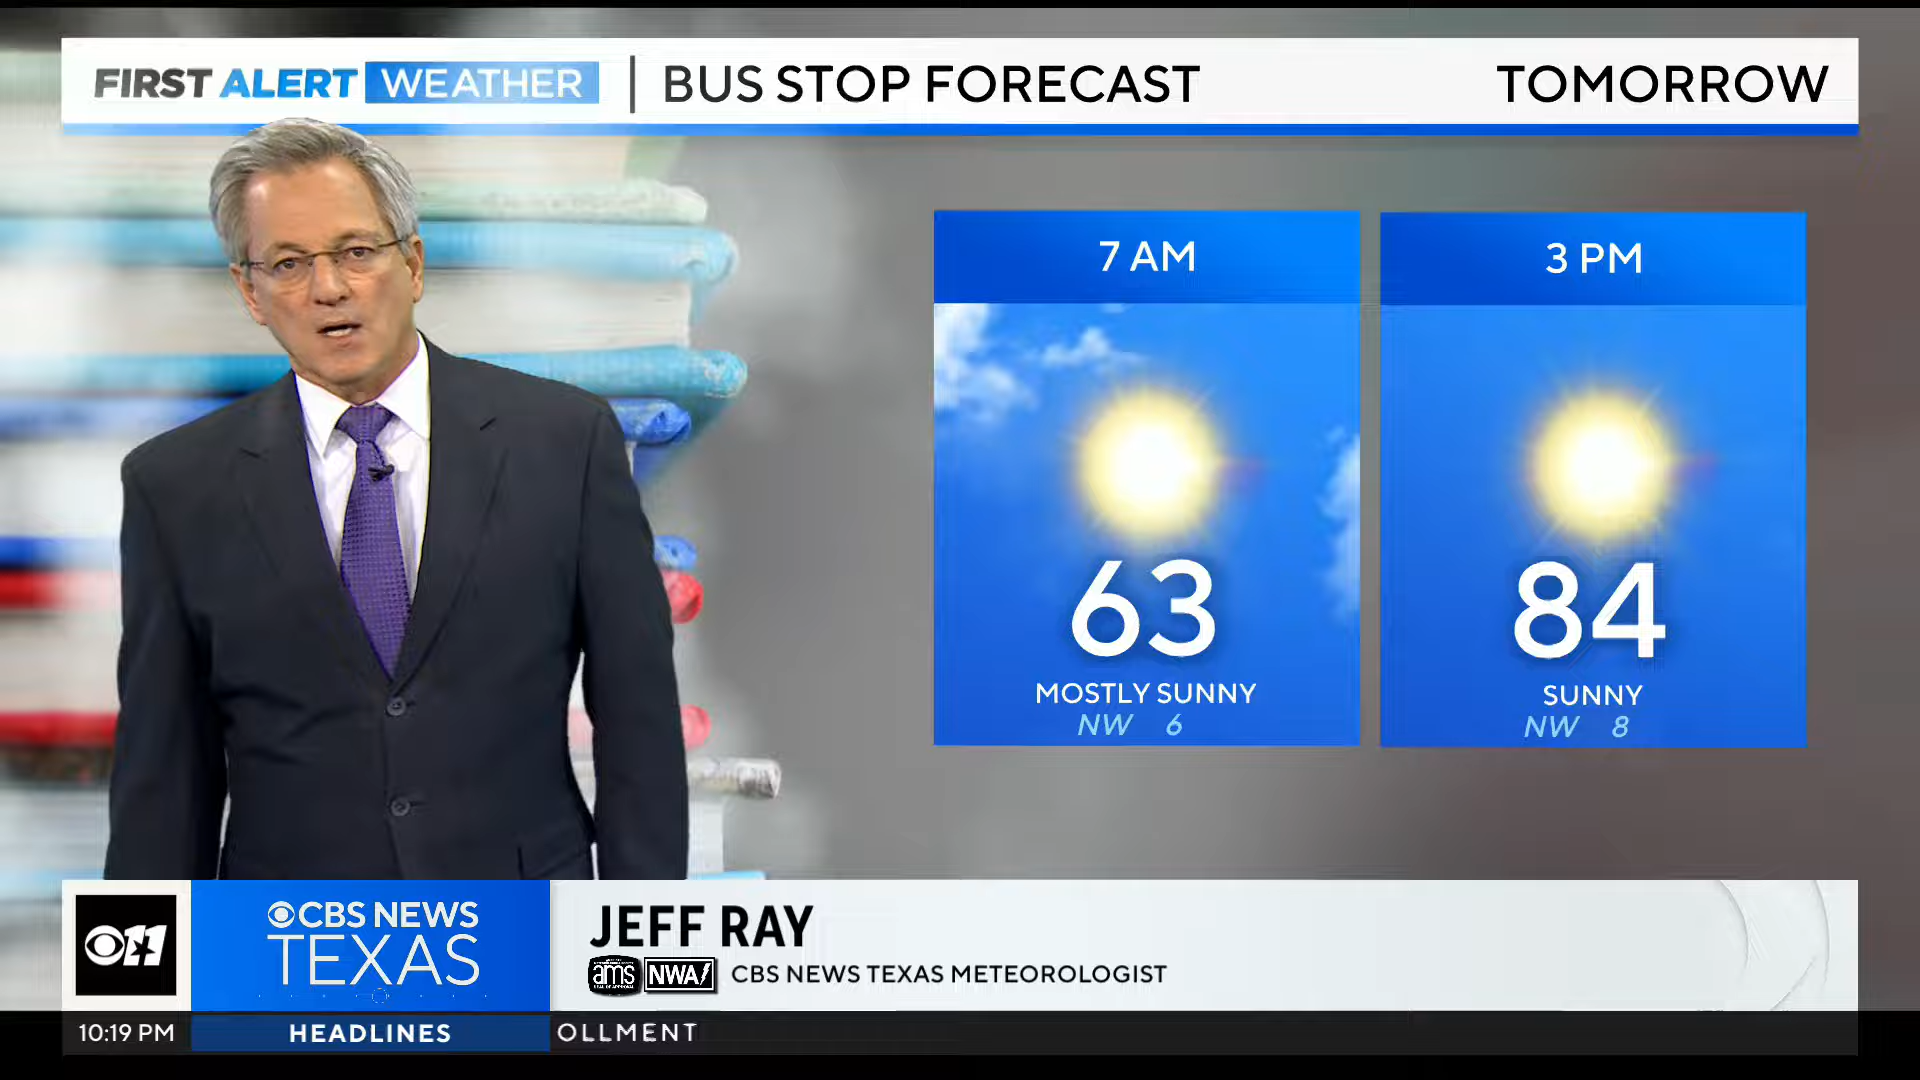 FIRST ALERT WEATHER BUS STOP FORECAST TOMORROW
7 AM
63
MOSTLY SUNNY
NW 6
3 PM
84
SUNNY
NW 8
11
CBS NEWS
TEXAS
JEFF RAY
ams
NWA
CBS NEWS TEXAS METEOROLOGIST
10:19 PM HEADLINES OLLMENT